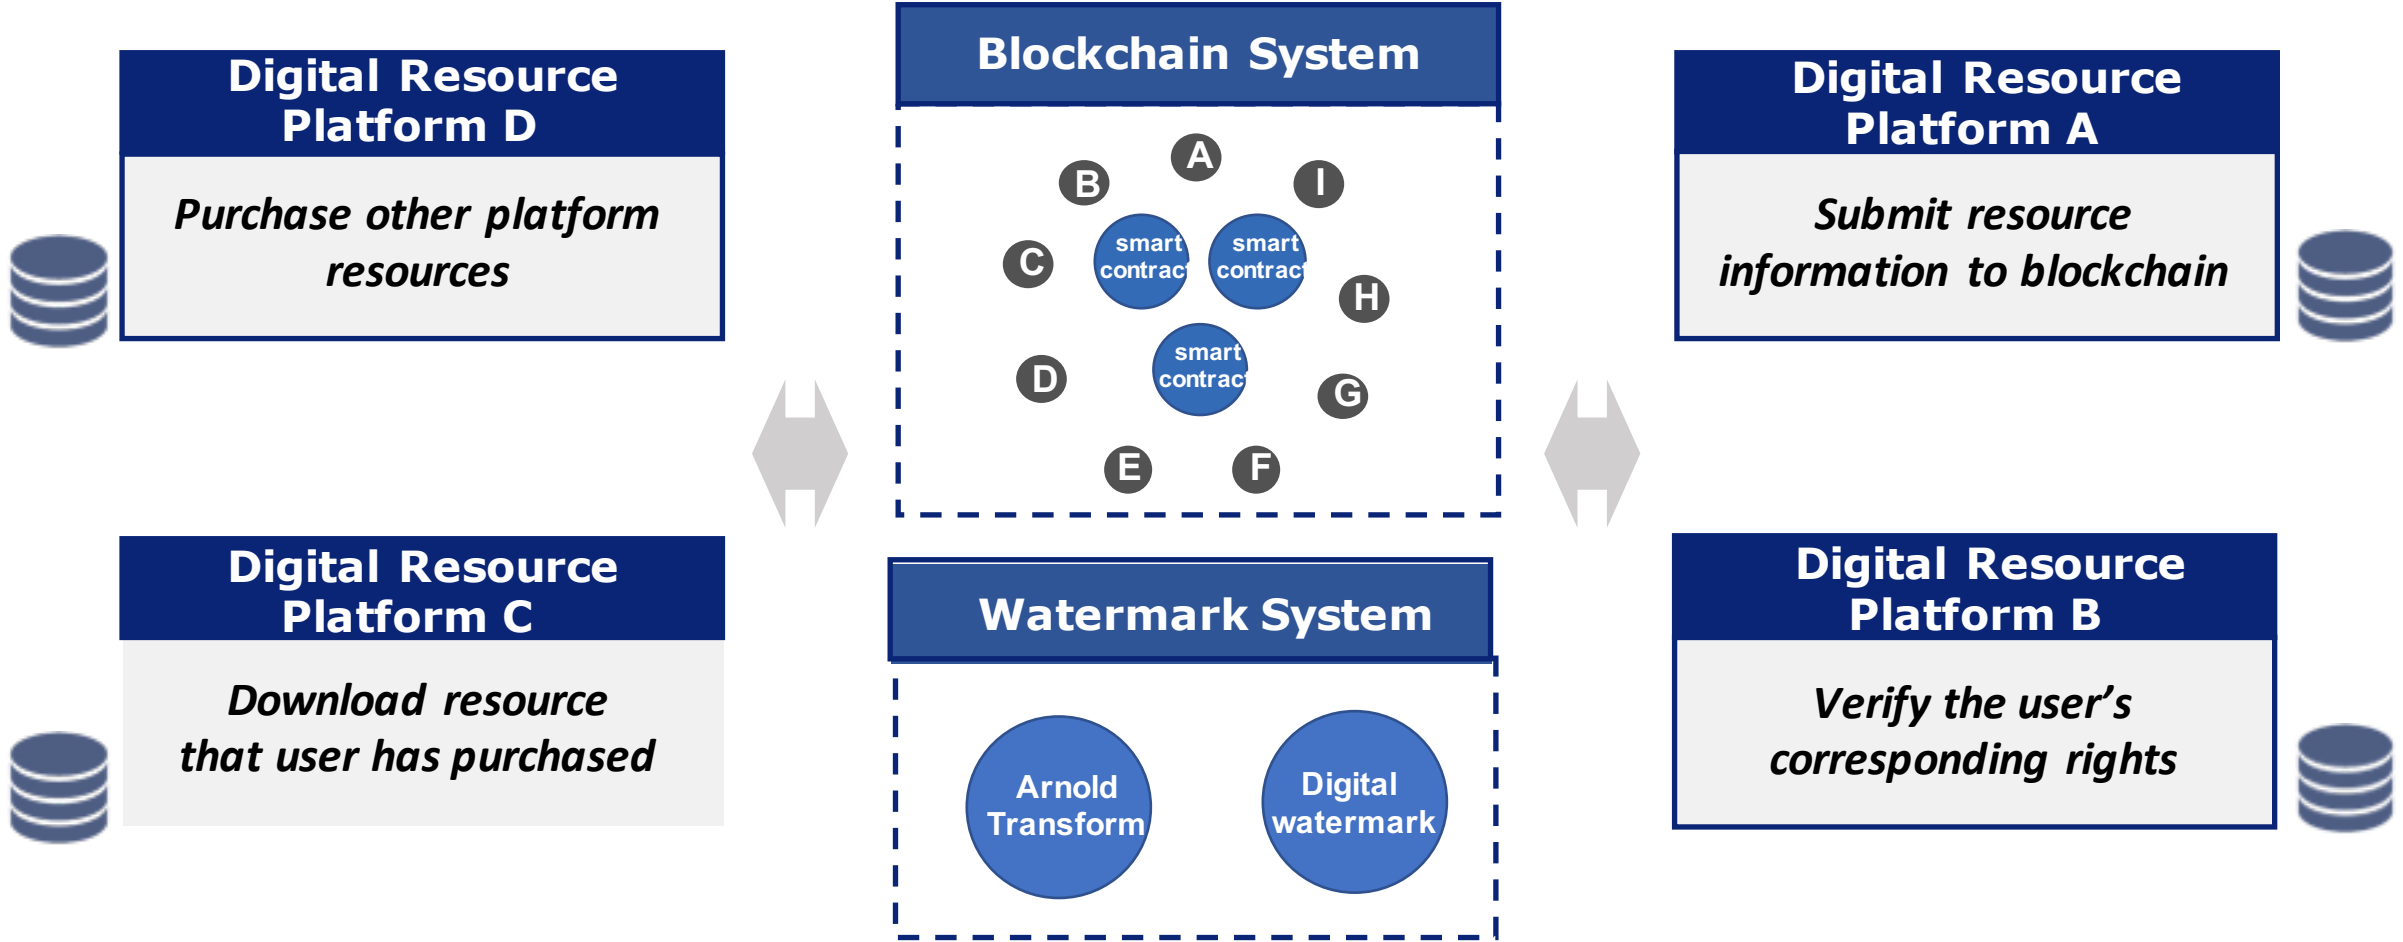 Digital Resource
Platform D
Purchase other platform
resources
Digital Resource
Platform C
Download resource
that user has purchased
Blockchain System
A
B
I
smart
contract
smart
contract
C
H
smart
contract
D
G
E
F
Watermark System
Arnold
Transform
Digital
watermark
Digital Resource
Platform A
Submit resource
information to blockchain
Digital Resource
Platform B
Verify the user’s
corresponding rights